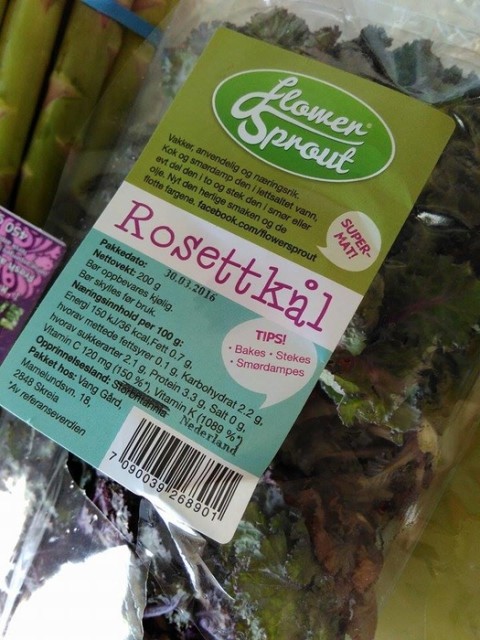 flower®
Sprout
Vakker, anvendelig og næringsrik.
Kok og smørdamp den i lettsaltet vann,
evt del den i to og stek den i smør eller
olje. Nyt den herlige smaken og de
flotte fargene. facebook.com/flowersprout
SUPER-
MAT!
Rosettkål
Pakkedato:
30.03.2016
Nettovekt: 200 g
Bør oppbevares kjølig.
Bør skylles før bruk.
Næringsinnhold per 100 g:
Energi 150 kJ/36 kcal, Fett 0,7 g,
hvorav mettede fettsyrer 0,1 g, Karbohydrat 2,2 g,
hvorav sukkerarter 2,1 g, Protein 3,3 g, Salt 0 g,
Vitamin C 120 mg (150 %*), Vitamin K (1089 %*)
Opprinnelsesland: Storbritannia Nederland
Pakket hos: Vang Gård,
Mameulundsvn. 18,
2848 Skreia
*Av referanseverdien
TIPS!
• Bakes • Stekes
• Smørdampes
7 090039 268901